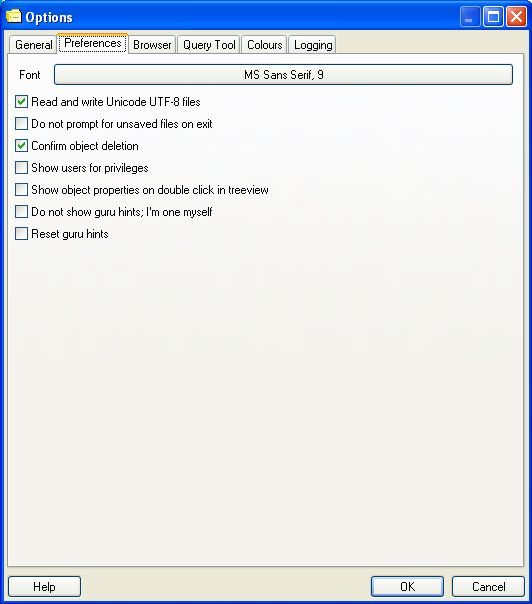 Options
General Preferences Browser Query Tool Colours Logging
Font MS Sans Serif, 9
Read and write Unicode UTF-8 files
Do not prompt for unsaved files on exit
Confirm object deletion
Show users for privileges
Show object properties on double click in treeview
Do not show guru hints; I'm one myself
Reset guru hints
Help OK Cancel